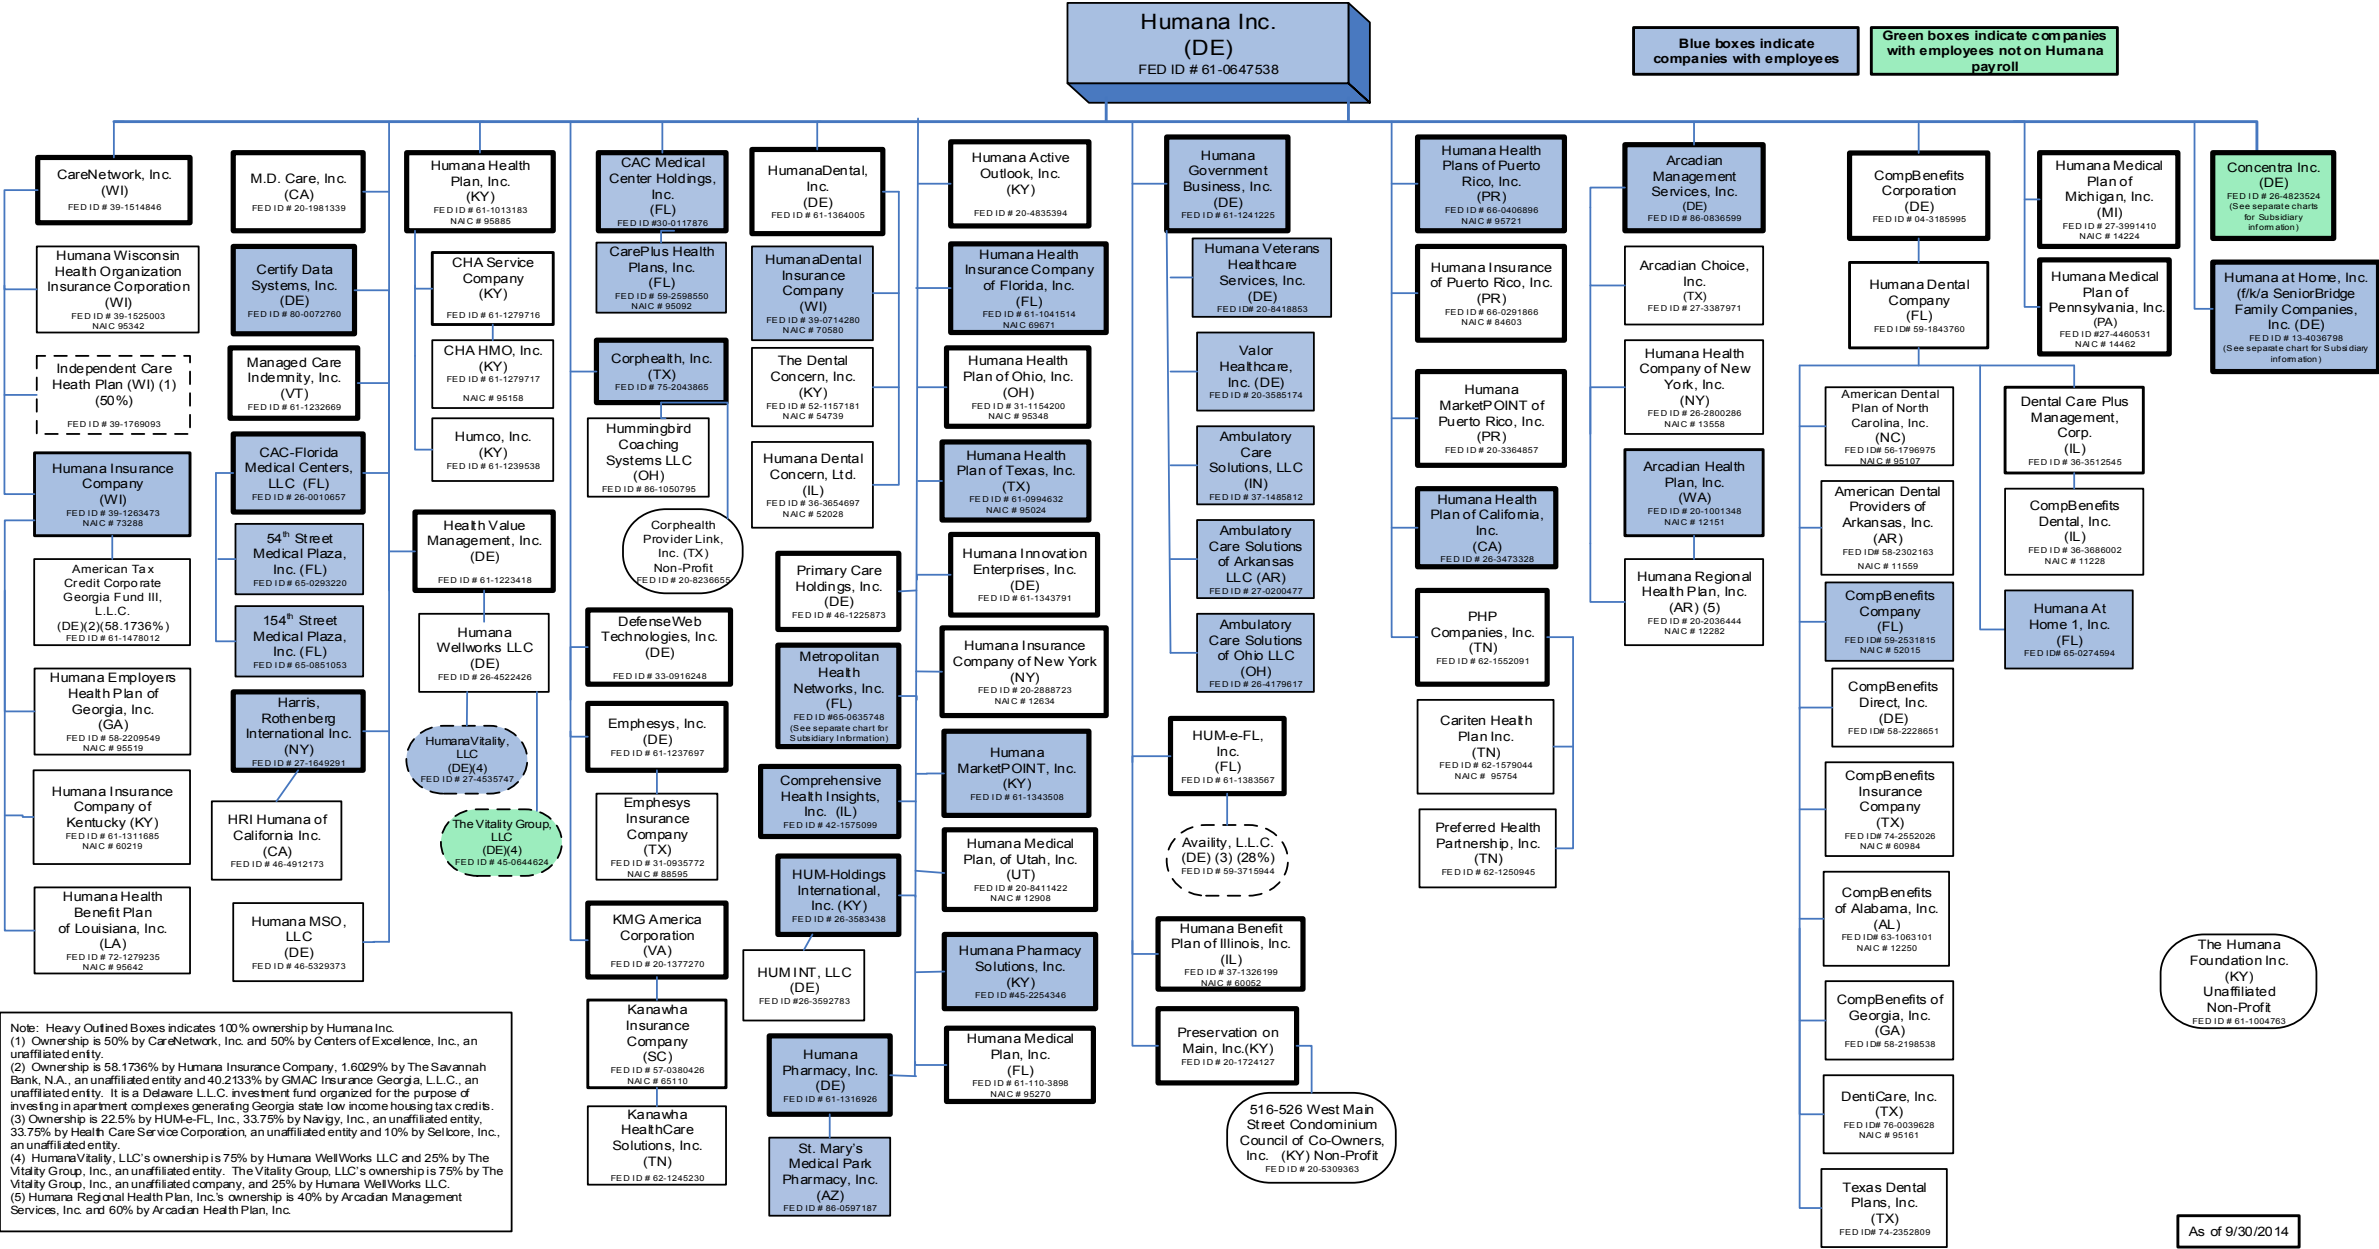 Humana Inc.
(DE)
FED ID # 61-0647538
Blue boxes indicate
companies with employees
Green boxes indicate companies
with employees not on Humana
payroll
CareNetwork, Inc.
(WI)
FED ID # 39-1514846
Humana Wisconsin
Health Organization
Insurance Corporation
(WI)
FED ID # 39-1525003
NAIC 95342
Independent Care
Heath Plan (WI) (1)
(50%)
FED ID # 39-1769093
Humana Insurance
Company
(WI)
FED ID # 39-1263473
NAIC # 73288
American Tax
Credit Corporate
Georgia Fund III,
L.L.C.
(DE)(2)(58.1736%)
FED ID # 61-1478012
Humana Employers
Health Plan of
Georgia, Inc.
(GA)
FED ID # 58-2209549
NAIC # 95519
Humana Insurance
Company of
Kentucky (KY)
FED ID # 61-1311685
NAIC # 60219
Humana Health
Benefit Plan
of Louisiana, Inc.
(LA)
FED ID # 72-1279235
NAIC # 95642
M.D. Care, Inc.
(CA)
FED ID # 20-1981339
Certify Data
Systems, Inc.
(DE)
FED ID # 80-0072760
Managed Care
Indemnity, Inc.
(VT)
FED ID # 61-1232669
CAC-Florida
Medical Centers,
LLC (FL)
FED ID # 26-0010657
54th Street
Medical Plaza,
Inc. (FL)
FED ID # 65-0293220
154th Street
Medical Plaza,
Inc. (FL)
FED ID # 65-0851053
Harris,
Rothenberg
International Inc.
(NY)
FED ID # 27-1649291
HRI Humana of
California Inc.
(CA)
FED ID # 46-4912173
Humana MSO,
LLC
(DE)
FED ID # 46-5329373
Humana Health
Plan, Inc.
(KY)
FED ID # 61-1013183
NAIC # 95885
CHA Service
Company
(KY)
FED ID # 61-1279716
CHA HMO, Inc.
(KY)
FED ID # 61-1279717
NAIC # 95158
Humco, Inc.
(KY)
FED ID # 61-1239538
Health Value
Management, Inc.
(DE)
FED ID # 61-1223418
Humana
Wellworks LLC
(DE)
FED ID # 26-4522426
HumanaVitality,
LLC
(DE)(4)
FED ID # 27-4535747
The Vitality Group,
LLC
(DE)(4)
FED ID # 45-0644624
CAC Medical
Center Holdings,
Inc.
(FL)
FED ID #30-0117876
CarePlus Health
Plans, Inc.
(FL)
FED ID # 59-2598550
NAIC # 95092
Corphealth, Inc.
(TX)
FED ID # 75-2043865
Hummingbird
Coaching
Systems LLC
(OH)
FED ID # 86-1050795
Corphealth
Provider Link,
Inc. (TX)
Non-Profit
FED ID # 20-8236655
DefenseWeb
Technologies, Inc.
(DE)
FED ID # 33-0916248
Emphesys, Inc.
(DE)
FED ID # 61-1237697
Emphesys
Insurance
Company
(TX)
FED ID # 31-0935772
NAIC # 88595
KMG America
Corporation
(VA)
FED ID # 20-1377270
Kanawha
Insurance
Company
(SC)
FED ID # 57-0380426
NAIC # 65110
Kanawha
HealthCare
Solutions, Inc.
(TN)
FED ID # 62-1245230
HumanaDental,
Inc.
(DE)
FED ID # 61-1364005
HumanaDental
Insurance
Company
(WI)
FED ID # 39-0714280
NAIC # 70580
The Dental
Concern, Inc.
(KY)
FED ID # 52-1157181
NAIC # 54739
Humana Dental
Concern, Ltd.
(IL)
FED ID # 36-3654697
NAIC # 52028
Primary Care
Holdings, Inc.
(DE)
FED ID # 46-1225873
Metropolitan
Health
Networks, Inc.
(FL)
FED ID #65-0635748
(See separate chart for
Subsidiary Information)
Comprehensive
Health Insights,
Inc. (IL)
FED ID # 42-1575099
HUM-Holdings
International,
Inc. (KY)
FED ID # 26-3583438
HUM INT, LLC
(DE)
FED ID #26-3592783
Humana
Pharmacy, Inc.
(DE)
FED ID # 61-1316926
St. Mary's
Medical Park
Pharmacy, Inc.
(AZ)
FED ID # 86-0597187
Humana Active
Outlook, Inc.
(KY)
FED ID # 20-4835394
Humana Health
Insurance Company
of Florida, Inc.
(FL)
FED ID # 61-1041514
NAIC 69671
Humana Health
Plan of Ohio, Inc.
(OH)
FED ID # 31-1154200
NAIC # 95348
Humana Health
Plan of Texas, Inc.
(TX)
FED ID # 61-0994632
NAIC # 95024
Humana Innovation
Enterprises, Inc.
(DE)
FED ID # 61-1343791
Humana Insurance
Company of New York
(NY)
FED ID # 20-2888723
NAIC # 12634
Humana
MarketPOINT, Inc.
(KY)
FED ID # 61-1343508
Humana Medical
Plan, of Utah, Inc.
(UT)
FED ID # 20-8411422
NAIC # 12908
Humana Pharmacy
Solutions, Inc.
(KY)
FED ID #45-2254346
Humana Medical
Plan, Inc.
(FL)
FED ID # 61-110-3898
NAIC # 95270
Humana
Government
Business, Inc.
(DE)
FED ID # 61-1241225
Humana Veterans
Healthcare
Services, Inc.
(DE)
FED ID # 20-8418853
Valor
Healthcare,
Inc. (DE)
FED ID # 20-3585174
Ambulatory
Care
Solutions, LLC
(IN)
FED ID # 37-1485812
Ambulatory
Care Solutions
of Arkansas
LLC (AR)
FED ID # 27-0200477
Ambulatory
Care Solutions
of Ohio LLC
(OH)
FED ID # 26-4179617
HUM-e-FL,
Inc.
(FL)
FED ID # 61-1383567
Availity, L.L.C.
(DE) (3) (28%)
FED ID # 59-3715944
Humana Benefit
Plan of Illinois, Inc.
(IL)
FED ID # 37-1326199
NAIC # 60052
Preservation on
Main, Inc.(KY)
FED ID # 20-1724127
516-526 West Main
Street Condominium
Council of Co-Owners,
Inc. (KY) Non-Profit
FED ID # 20-5309363
Humana Health
Plans of Puerto
Rico, Inc.
(PR)
FED ID # 66-0406896
NAIC # 95721
Humana Insurance
of Puerto Rico, Inc.
(PR)
FED ID # 66-0291866
NAIC # 84603
Humana
MarketPOINT of
Puerto Rico, Inc.
(PR)
FED ID # 20-3364857
Humana Health
Plan of California,
Inc.
(CA)
FED ID # 26-3473328
PHP
Companies, Inc.
(TN)
FED ID # 62-1552091
Cariten Health
Plan Inc.
(TN)
FED ID # 62-1579044
NAIC # 95754
Preferred Health
Partnership, Inc.
(TN)
FED ID # 62-1250945
Arcadian
Management
Services, Inc.
(DE)
FED ID # 86-0836599
Arcadian Choice,
Inc.
(TX)
FED ID # 27-3387971
Humana Health
Company of New
York, Inc.
(NY)
FED ID # 26-2800286
NAIC # 13558
Arcadian Health
Plan, Inc.
(WA)
FED ID # 20-1001348
NAIC # 12151
Humana Regional
Health Plan, Inc.
(AR) (5)
FED ID # 20-2036444
NAIC # 12282
CompBenefits
Corporation
(DE)
FED ID # 04-3185995
Humana Dental
Company
(FL)
FED ID# 59-1843760
American Dental
Plan of North
Carolina, Inc.
(NC)
FED ID# 56-1796975
NAIC# 95107
American Dental
Providers of
Arkansas, Inc.
(AR)
FED ID# 58-2302163
NAIC # 11559
CompBenefits
Company
(FL)
FED ID# 59-2531815
NAIC # 52015
CompBenefits
Direct, Inc.
(DE)
FED ID# 58-2228651
CompBenefits
Insurance
Company
(TX)
FED ID# 74-2552026
NAIC # 60984
CompBenefits
of Alabama, Inc.
(AL)
FED ID# 63-1063101
NAIC # 12250
CompBenefits of
Georgia, Inc.
(GA)
FED ID# 58-2198538
DentiCare, Inc.
(TX)
FED ID# 76-0039628
NAIC # 95161
Texas Dental
Plans, Inc.
(TX)
FED ID# 74-2352809
Dental Care Plus
Management,
Corp.
(IL)
FED ID # 36-3512545
CompBenefits
Dental, Inc.
(IL)
FED ID # 36-3686002
NAIC # 11228
Humana At
Home 1, Inc.
(FL)
FED ID# 65-0274594
Humana Medical
Plan of
Michigan, Inc.
(MI)
FED ID # 27-3991410
NAIC # 14224
Humana Medical
Plan of
Pennsylvania, Inc.
(PA)
FED ID #27-4460531
NAIC # 14462
Concentra Inc.
(DE)
FED ID # 26-4823524
(See separate charts
for Subsidiary
information)
Humana at Home, Inc.
(f/k/a SeniorBridge
Family Companies,
Inc. (DE)
FED ID # 13-4036798
(See separate chart for Subsidiary
information)
The Humana
Foundation Inc.
(KY)
Unaffiliated
Non-Profit
FED ID # 61-1004763
Note: Heavy Outlined Boxes indicates 100% ownership by Humana Inc.
(1) Ownership is 50% by CareNetwork, Inc. and 50% by Centers of Excellence, Inc., an
unaffiliated entity.
(2) Ownership is 58.1736% by Humana Insurance Company, 1.6029% by The Savannah
Bank, N.A., an unaffiliated entity and 40.2133% by GMAC Insurance Georgia, L.L.C., an
unaffiliated entity. It is a Delaware L.L.C. investment fund organized for the purpose of
investing in apartment complexes generating Georgia state low income housing tax credits.
(3) Ownership is 22.5% by HUM-e-FL, Inc., 33.75% by Navigy, Inc., an unaffiliated entity,
33.75% by Health Care Service Corporation, an unaffiliated entity and 10% by Sellcore, Inc.,
an unaffiliated entity.
(4) HumanaVitality, LLC's ownership is 75% by Humana WellWorks LLC and 25% by The
Vitality Group, Inc., an unaffiliated entity. The Vitality Group, LLC's ownership is 75% by The
Vitality Group, Inc., an unaffiliated company, and 25% by Humana WellWorks LLC.
(5) Humana Regional Health Plan, Inc.'s ownership is 40% by Arcadian Management
Services, Inc. and 60% by Arcadian Health Plan, Inc.
As of 9/30/2014